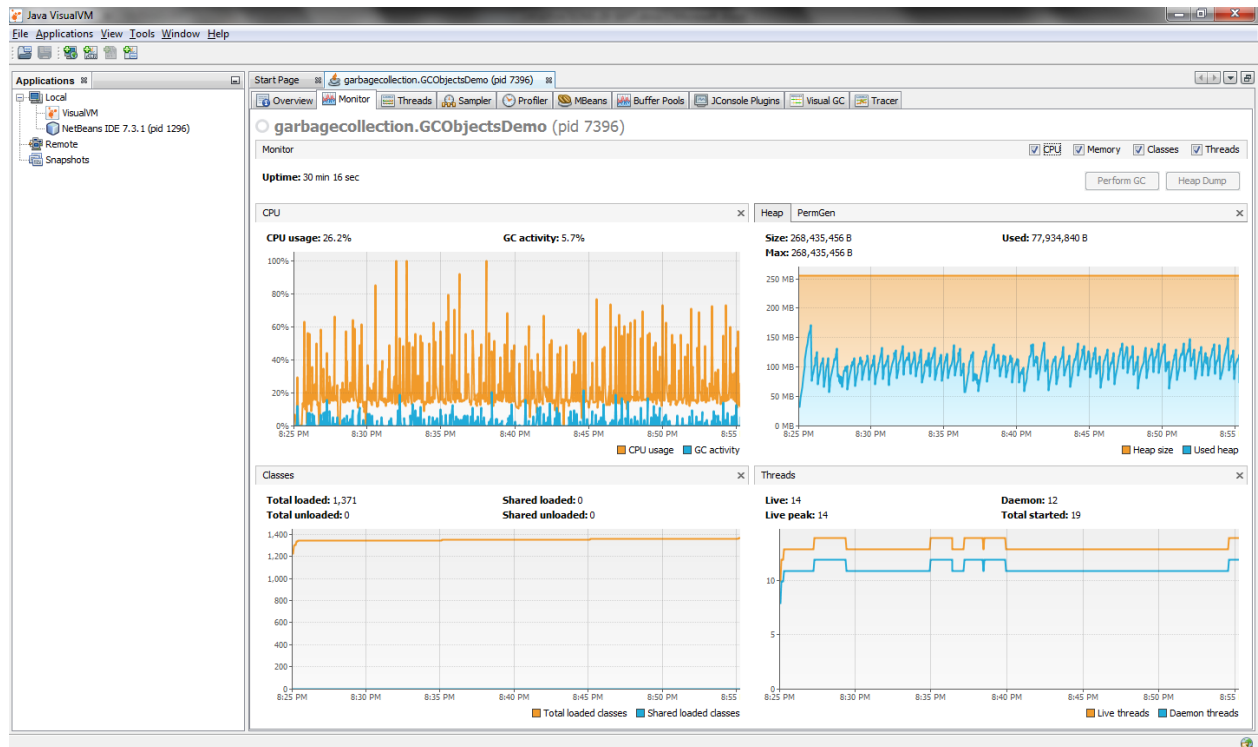 Java VisualVM
File Applications View Tools Window Help
Applications
Local
VisualVM
NetBeans IDE 7.3.1 (pid 1296)
Remote
Snapshots
Start Page garbagecollection.GCObjectsDemo (pid 7396)
Overview Monitor Threads Sampler Profiler MBeans Buffer Pools JConsole Plugins Visual GC Tracer
garbagecollection.GCObjectsDemo (pid 7396)
Monitor CPU Memory Classes Threads
Uptime: 30 min 16 sec
Perform GC Heap Dump
CPU
CPU usage: 26.2% GC activity: 5.7%
100%
80%
60%
40%
20%
0%
8:25 PM 8:30 PM 8:35 PM 8:40 PM 8:45 PM 8:50 PM 8:55
CPU usage GC activity
Heap PermGen
Size: 268,435,456 B Used: 77,934,840 B
Max: 268,435,456 B
250 MB
200 MB
150 MB
100 MB
50 MB
0 MB
8:25 PM 8:30 PM 8:35 PM 8:40 PM 8:45 PM 8:50 PM 8:55
Heap size Used heap
Classes
Total loaded: 1,371 Shared loaded: 0
Total unloaded: 0 Shared unloaded: 0
1,400
1,200
1,000
800
600
400
200
0
8:25 PM 8:30 PM 8:35 PM 8:40 PM 8:45 PM 8:50 PM 8:55
Total loaded classes Shared loaded classes
Threads
Live: 14 Daemon: 12
Live peak: 14 Total started: 19
10
5
0
8:25 PM 8:30 PM 8:35 PM 8:40 PM 8:45 PM 8:50 PM 8:55
Live threads Daemon threads